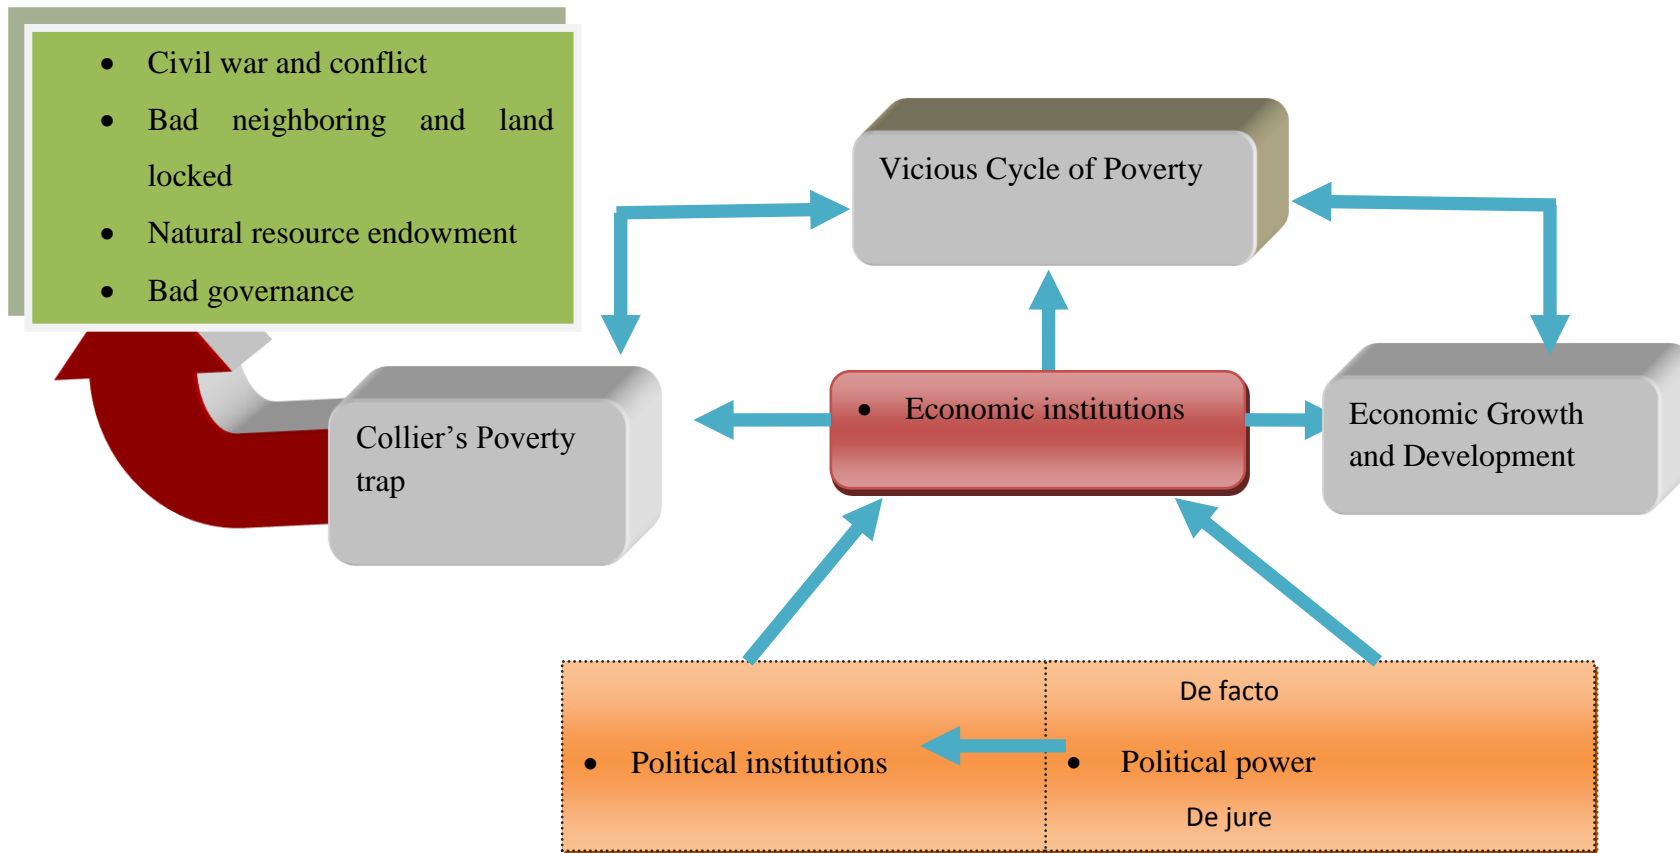 • Civil war and conflict
• Bad neighboring and land
locked
• Natural resource endowment
• Bad governance
Vicious Cycle of Poverty
Collier’s Poverty
trap
• Economic institutions
Economic Growth
and Development
De facto
• Political institutions
• Political power
De jure